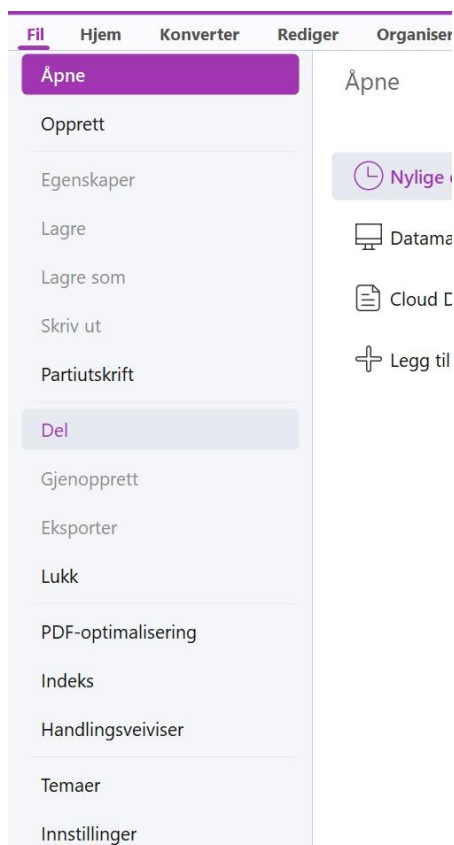 Fil Hjem Konverter Rediger Organiser
Åpne
Opprett
Egenskaper
Lagre
Lagre som
Skriv ut
Partiutskrift
Del
Gjenopprett
Eksporter
Lukk
PDF-optimalisering
Indeks
Handlingsveiviser
Temaer
Innstillinger
Åpne
Nylige
Cloud
Legg til